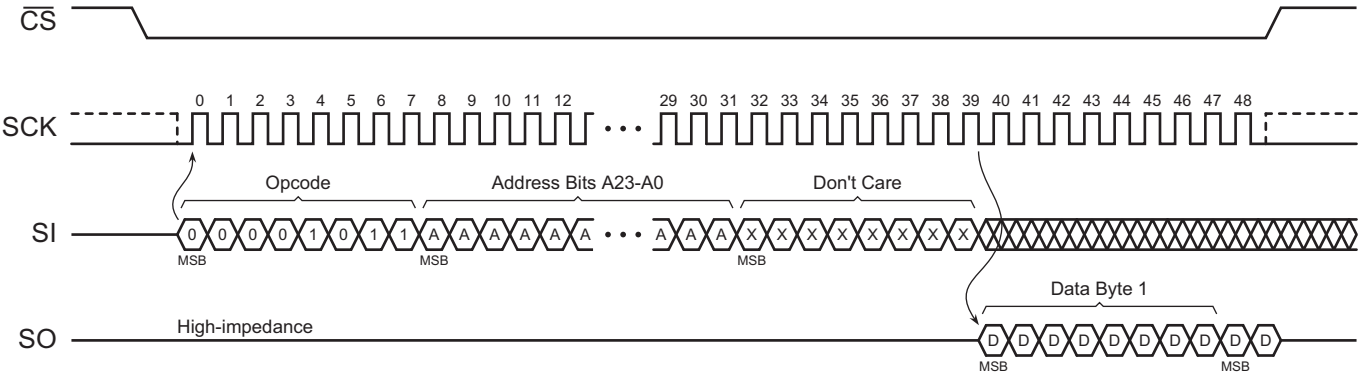 CS
0 1 2 3 4 5 6 7 8 9 10 11 12 29 30 31 32 33 34 35 36 37 38 39 40 41 42 43 44 45 46 47 48
SCK
Opcode Address Bits A23-A0 Don't Care
SI 0 0 0 0 1 0 1 1 A A A A A A • • • A A A X X X X X X X X
MSB MSB MSB
Data Byte 1
High-impedance
SO D D D D D D D D D D
MSB MSB